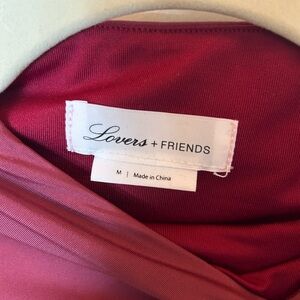 Lovers + FRIENDS
M | Made in China